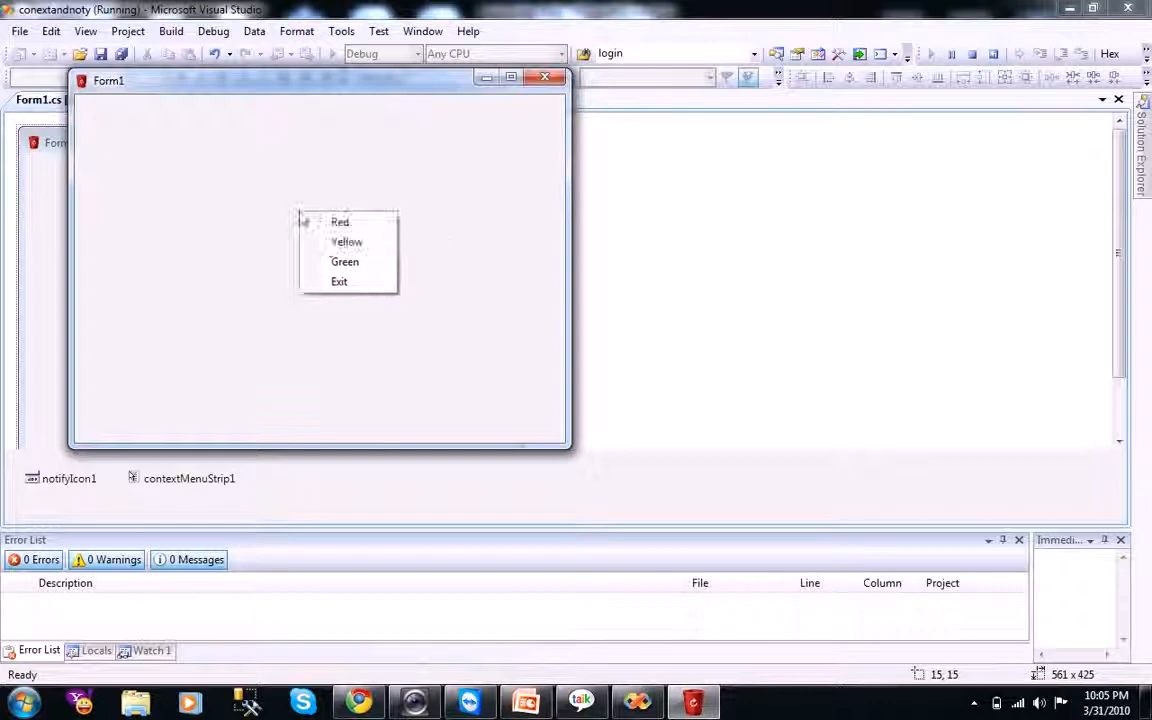 conextandnoty (Running) - Microsoft Visual Studio
File Edit View Project Build Debug Data Format Tools Test Window Help
Debug Any CPU login Hex
Form1
Form1.cs [
Form
Solution Explorer
Red
Yellow
Green
Exit
notifyIcon1 contextMenuStrip1
Error List Immedi...
0 Errors 0 Warnings 0 Messages
Description File Line Column Project
Error List Locals Watch 1
Ready 15, 15 561 x 425
talk
10:05 PM
3/31/2010